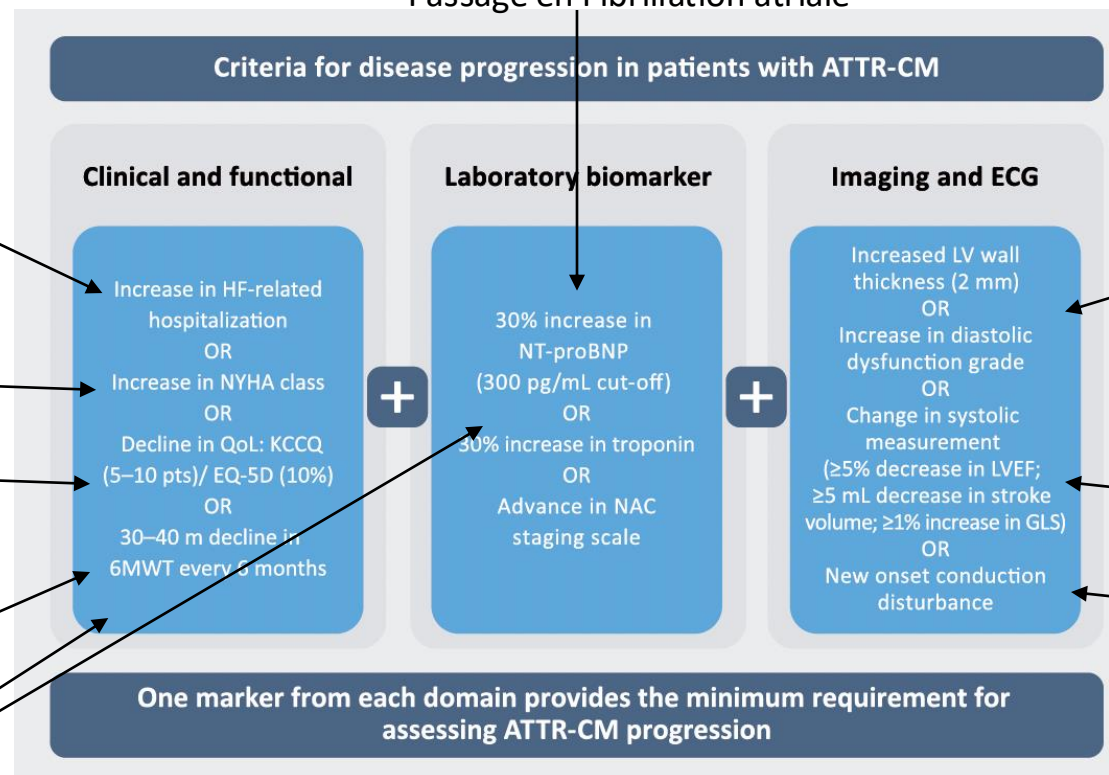 Passage en Fibrillation atriale
Criteria for disease progression in patients with ATTR-CM
Clinical and functional
Increase in HF-related
hospitalization
OR
Increase in NYHA class
OR
Decline in QoL: KCCQ
(5–10 pts)/ EQ-5D (10%)
OR
30–40 m decline in
6MWT every 6 months
Laboratory biomarker
30% increase in
NT-proBNP
(300 pg/mL cut-off)
OR
30% increase in troponin
OR
Advance in NAC
staging scale
Imaging and ECG
Increased LV wall
thickness (2 mm)
OR
Increase in diastolic
dysfunction grade
OR
Change in systolic
measurement
(≥5% decrease in LVEF;
≥5 mL decrease in stroke
volume; ≥1% increase in GLS)
OR
New onset conduction
disturbance
+
+
One marker from each domain provides the minimum requirement for
assessing ATTR-CM progression